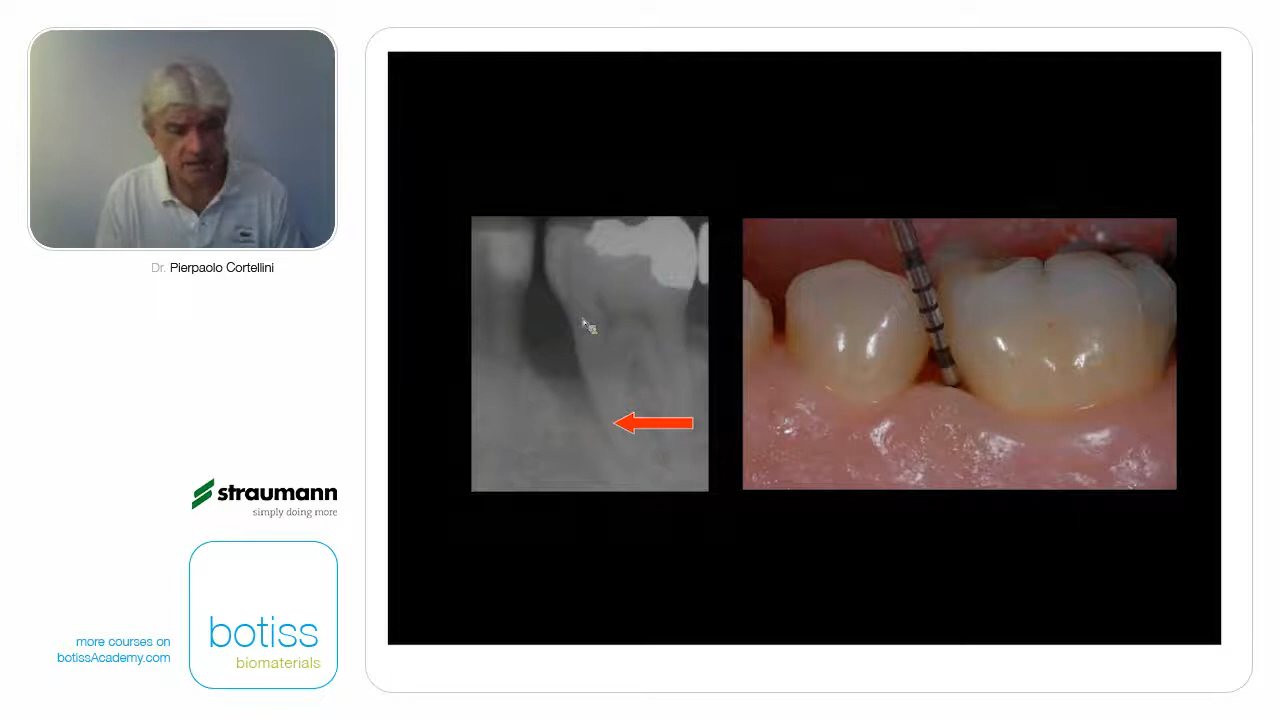 Dr. Pierpaolo Cortellini
straumann
simply doing more
botiss
biomaterials
more courses on
botissAcademy.com